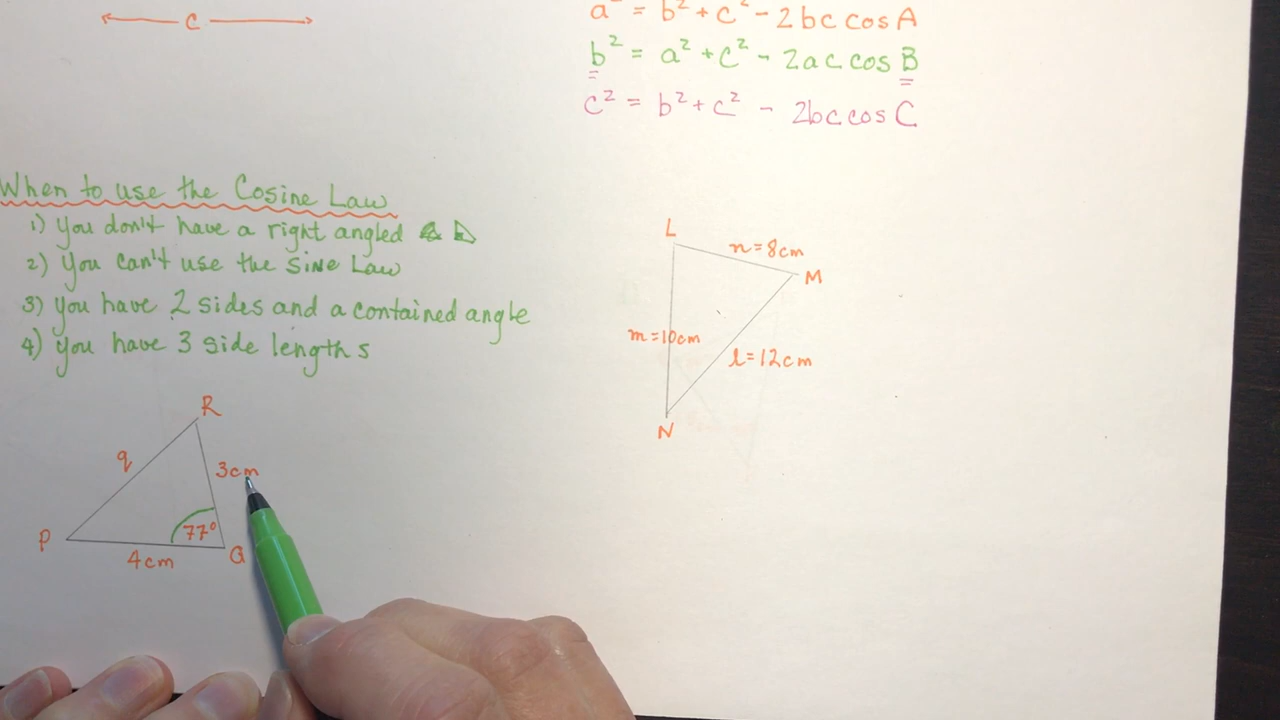 c
a² = b² + c² - 2bc cos A
b² = a² + c² - 2ac cos B
c² = b² + c² - 2bc cos C
When to use the Cosine Law
1) you don't have a right angled
2) you can't use the Sine Law
3) you have 2 sides and a contained angle
4) you have 3 side lengths
R
q
3cm
P
77°
4cm
Q
L
n=8cm
M
m=10cm
l=12cm
N